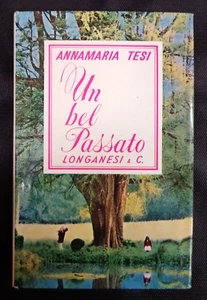 ANNAMARIA TESI
Un
bel
Passato
LONGANESI & C.